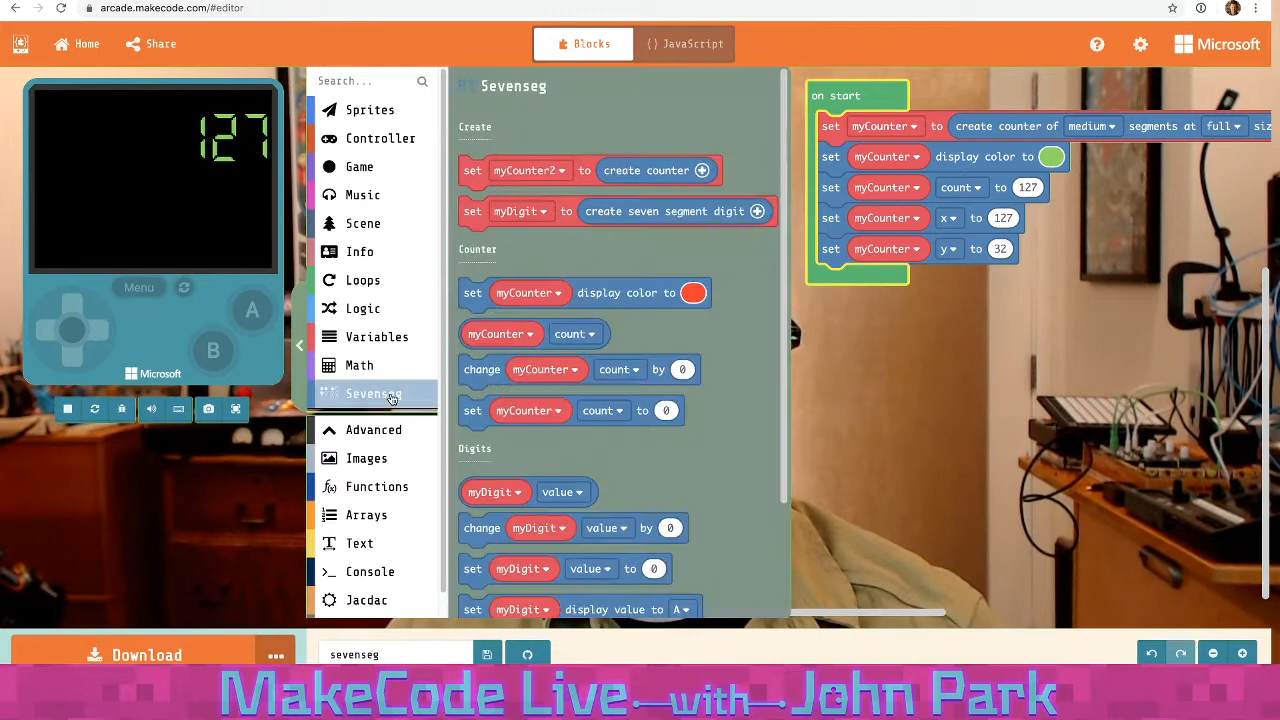 arcade.makecode.com/#editor
Home
Share
Blocks
{} JavaScript
Microsoft
127
Menu
A
B
Microsoft
Search...
Sprites
Controller
Game
Music
Scene
Info
Loops
Logic
Variables
Math
Sevenseg
Advanced
Images
Functions
Arrays
Text
Console
Jacdac
Sevenseg
Create
set myCounter2 to create counter
set myDigit to create seven segment digit
Counter
set myCounter display color to
myCounter count
change myCounter count by 0
set myCounter count to 0
Digits
myDigit value
change myDigit value by 0
set myDigit value to 0
set myDigit display value to A
on start
set myCounter to create counter of medium segments at full siz
set myCounter display color to
set myCounter count to 127
set myCounter x to 127
set myCounter y to 32
Download
sevenseg
MakeCode Live with John Park